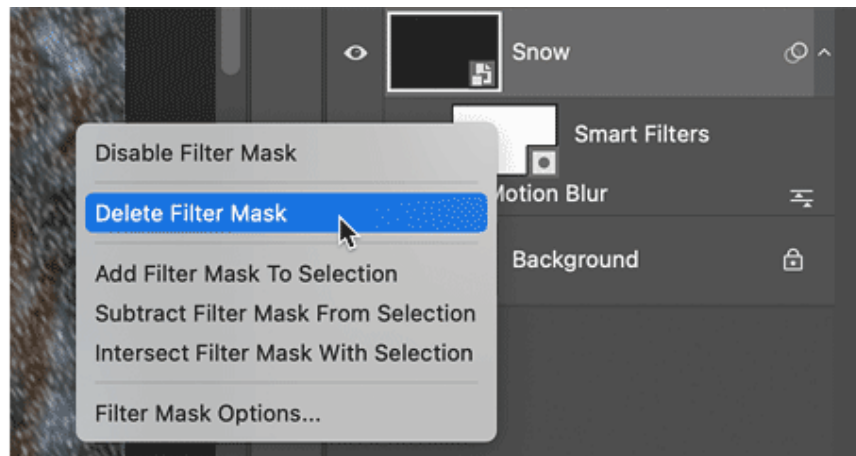 Snow
Smart Filters
Motion Blur
Background
Disable Filter Mask
Delete Filter Mask
Add Filter Mask To Selection
Subtract Filter Mask From Selection
Intersect Filter Mask With Selection
Filter Mask Options...